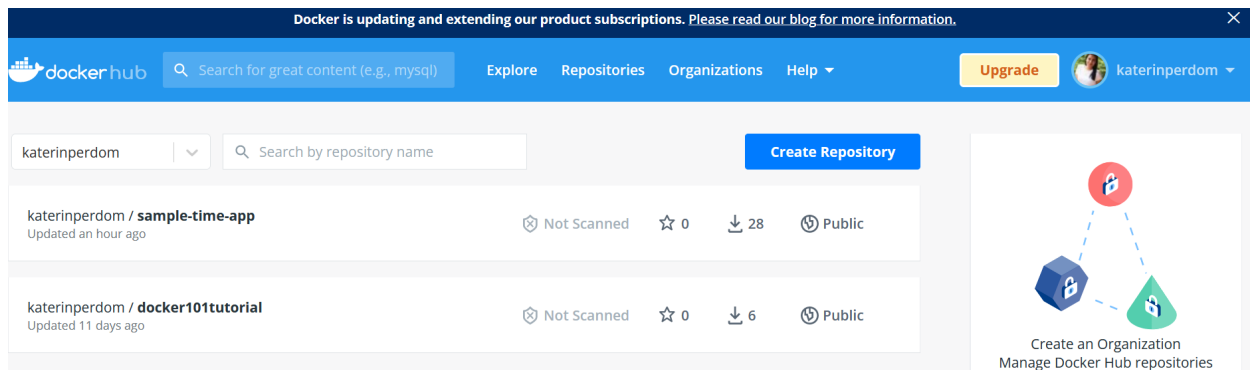 Docker is updating and extending our product subscriptions. Please read our blog for more information.
dockerhub
Search for great content (e.g., mysql)
Explore
Repositories
Organizations
Help
Upgrade
katerinperdom
katerinperdom
Search by repository name
Create Repository
katerinperdom / sample-time-app
Updated an hour ago
Not Scanned
0
28
Public
katerinperdom / docker101tutorial
Updated 11 days ago
Not Scanned
0
6
Public
Create an Organization
Manage Docker Hub repositories